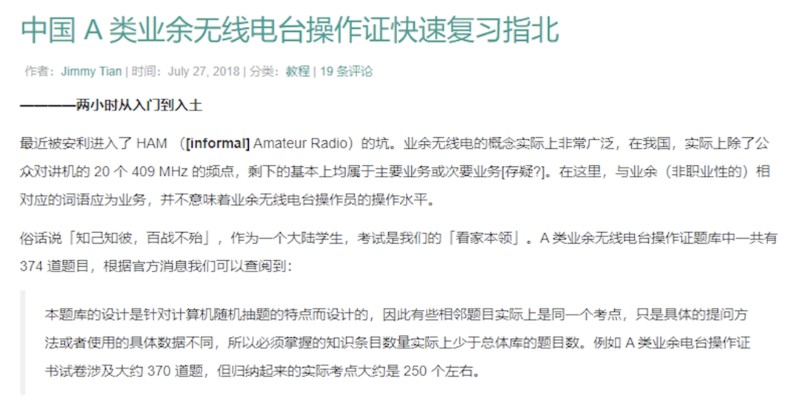 中国 A 类业余无线电台操作证快速复习指北
作者：Jimmy Tian | 时间：July 27, 2018 | 分类：教程 | 19 条评论
————两小时从入门到入土
最近被安利进入了 HAM （[informal] Amateur Radio）的坑。业余无线电的概念实际上非常广泛，在我国，实际上除了公
众对讲机的 20 个 409 MHz 的频点，剩下的基本上均属于主要业务或次要业务[存疑?]。在这里，与业余（非职业性的）相
对应的词语应为业务，并不意味着业余无线电台操作员的操作水平。
俗话说「知己知彼，百战不殆」，作为一个大陆学生，考试是我们的「看家本领」。A 类业余无线电台操作证题库中一共有
374 道题目，根据官方消息我们可以查阅到：
本题库的设计是针对计算机随机抽题的特点而设计的，因此有些相邻题目实际上是同一个考点，只是具体的提问方
法或者使用的具体数据不同，所以必须掌握的知识条目数量实际上少于总体库的题目数。例如 A 类业余电台操作证
书试卷涉及大约 370 道题，但归纳起来的实际考点大约是 250 个左右。